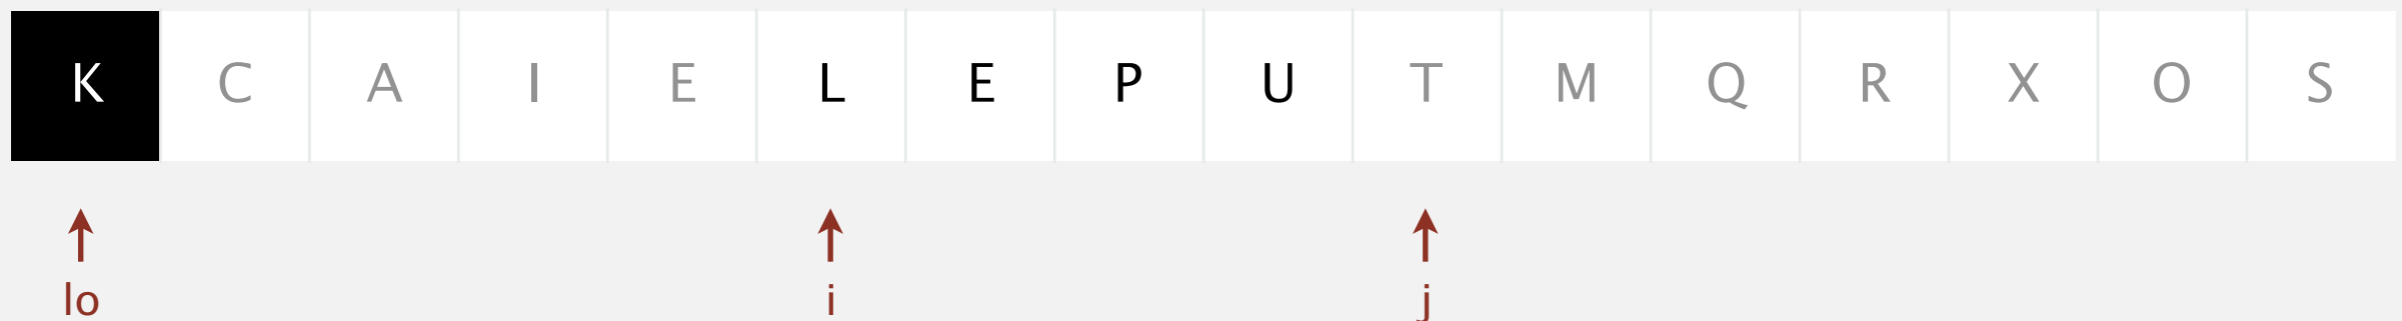 K C A I E L E P U T M Q R X O S
lo i j